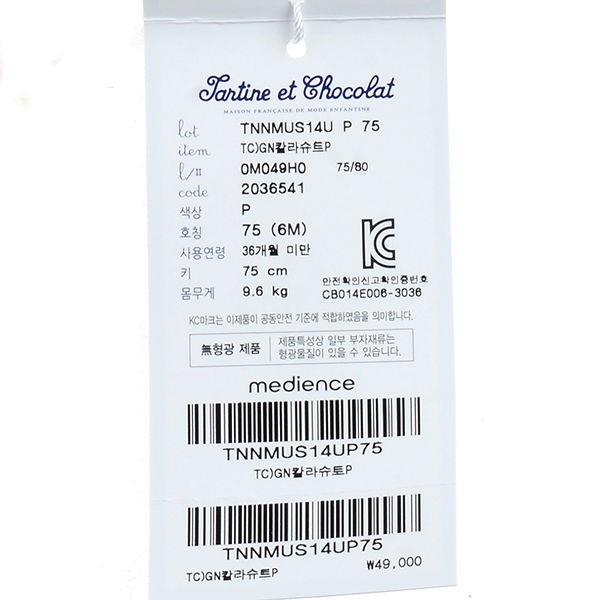 Tartine et Chocolat
MAISON FRANÇAISE DE MODE ENFANTINE
lot TNNMUS14U P 75
item TC)GN칼라슈트P
l/# 0M049H0 75/80
code 2036541
색상 P
호칭 75 (6M)
사용연령 36개월 미만
키 75 cm
몸무게 9.6 kg
안전확인신고확인증번호
CB014E006-3036
KC마크는 이제품이 공동안전 기준에 적합하였음을 의미합니다.
無형광 제품
제품특성상 일부 부자재류는
형광물질이 있을 수 있습니다.
medience
TNNMUS14UP75
TC)GN칼라슈트P
TNNMUS14UP75
TC)GN칼라슈트P ₩49,000